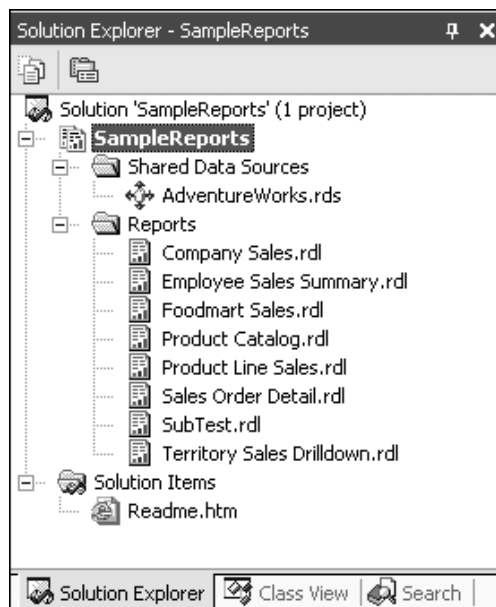 Solution Explorer - SampleReports
Solution 'SampleReports' (1 project)
SampleReports
Shared Data Sources
AdventureWorks.rds
Reports
Company Sales.rdl
Employee Sales Summary.rdl
Foodmart Sales.rdl
Product Catalog.rdl
Product Line Sales.rdl
Sales Order Detail.rdl
SubTest.rdl
Territory Sales Drilldown.rdl
Solution Items
Readme.htm
Solution Explorer Class View Search